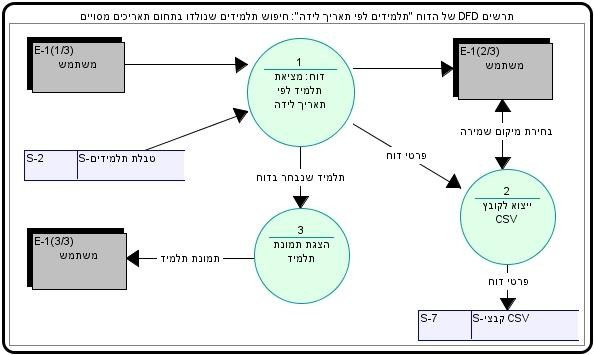 תרשים DFD של הדוח "תלמידים לפי תאריך לידה": חיפוש תלמידים שנולדו בתחום תאריכים מסויים
E-1(1/3)
משתמש
1
דוח: מציאת
תלמיד לפי
תאריך לידה
E-1(2/3)
משתמש
בחירת מיקום שמירה
S-2
S-טבלת תלמידים
פרטי דוח
תלמיד שנבחר בדוח
2
ייצוא לקובץ
CSV
3
הצגת תמונת
תלמיד
E-1(3/3)
משתמש
תמונת תלמיד
פרטי דוח
S-7
S-קבצי CSV